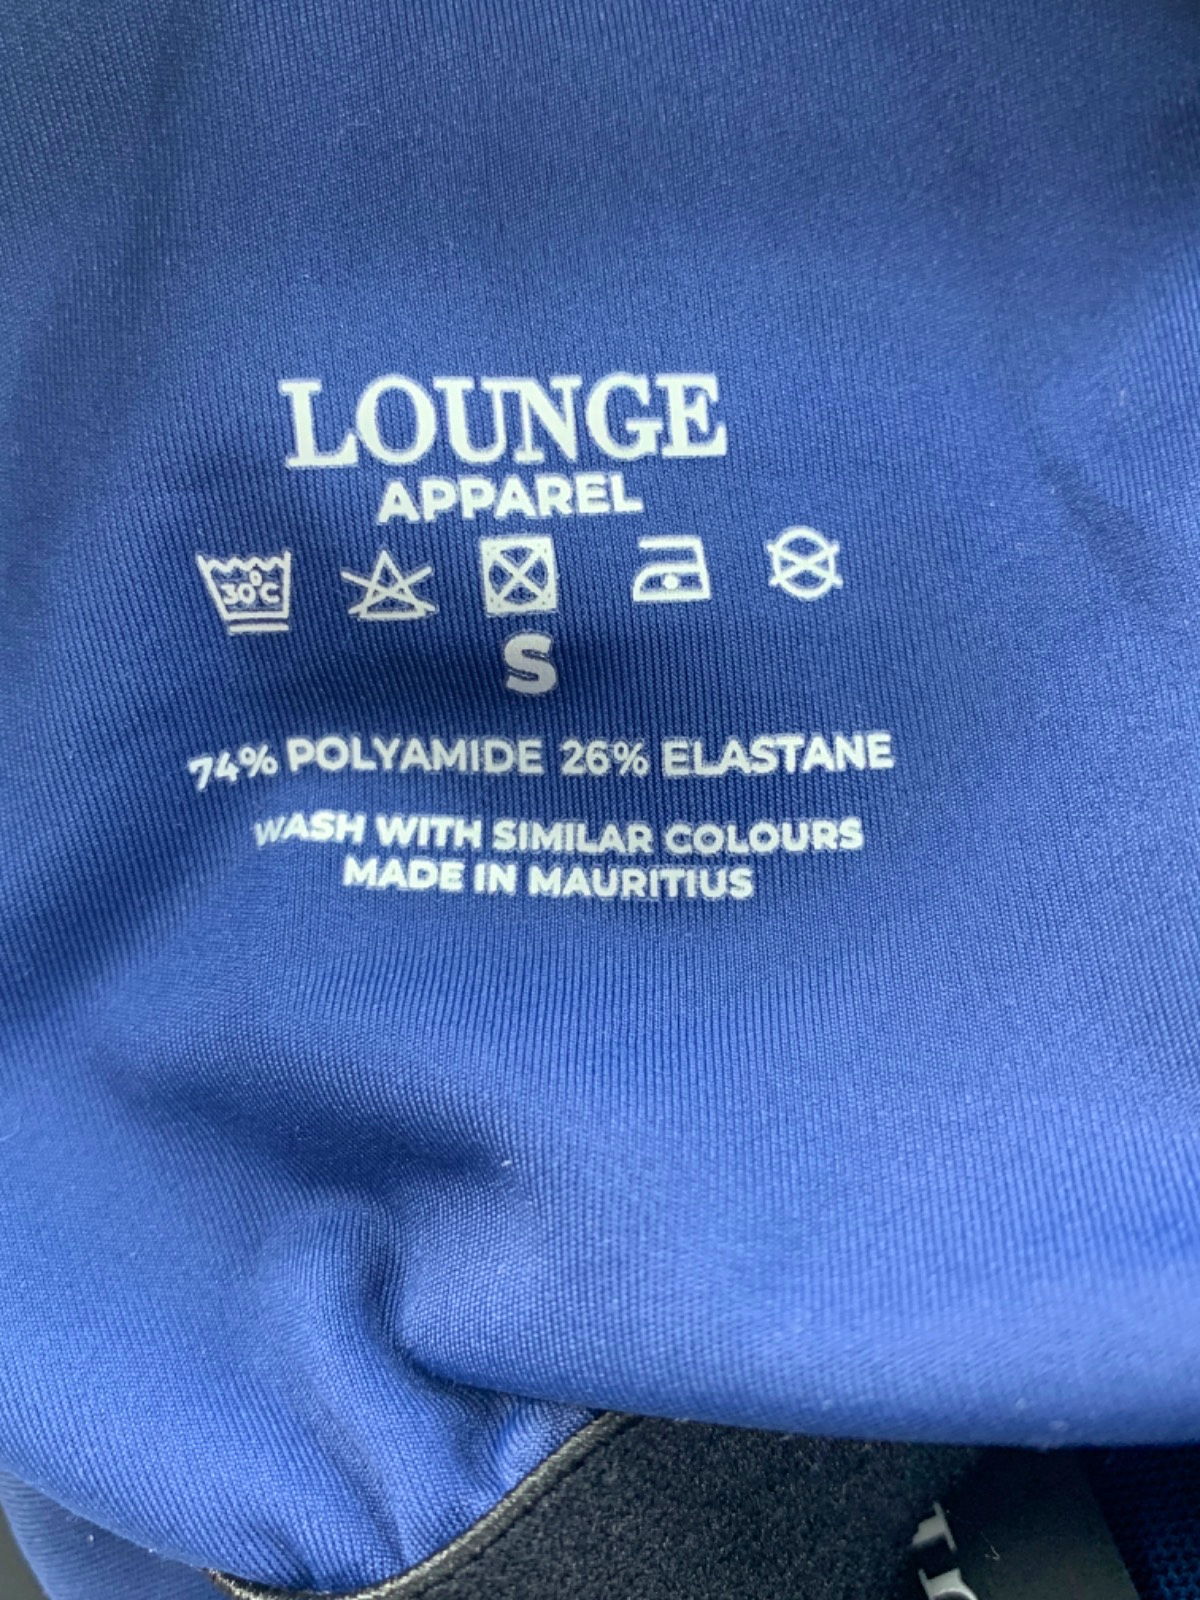 LOUNGE
APPAREL
30°C
S
74% POLYAMIDE 26% ELASTANE
WASH WITH SIMILAR COLOURS
MADE IN MAURITIUS